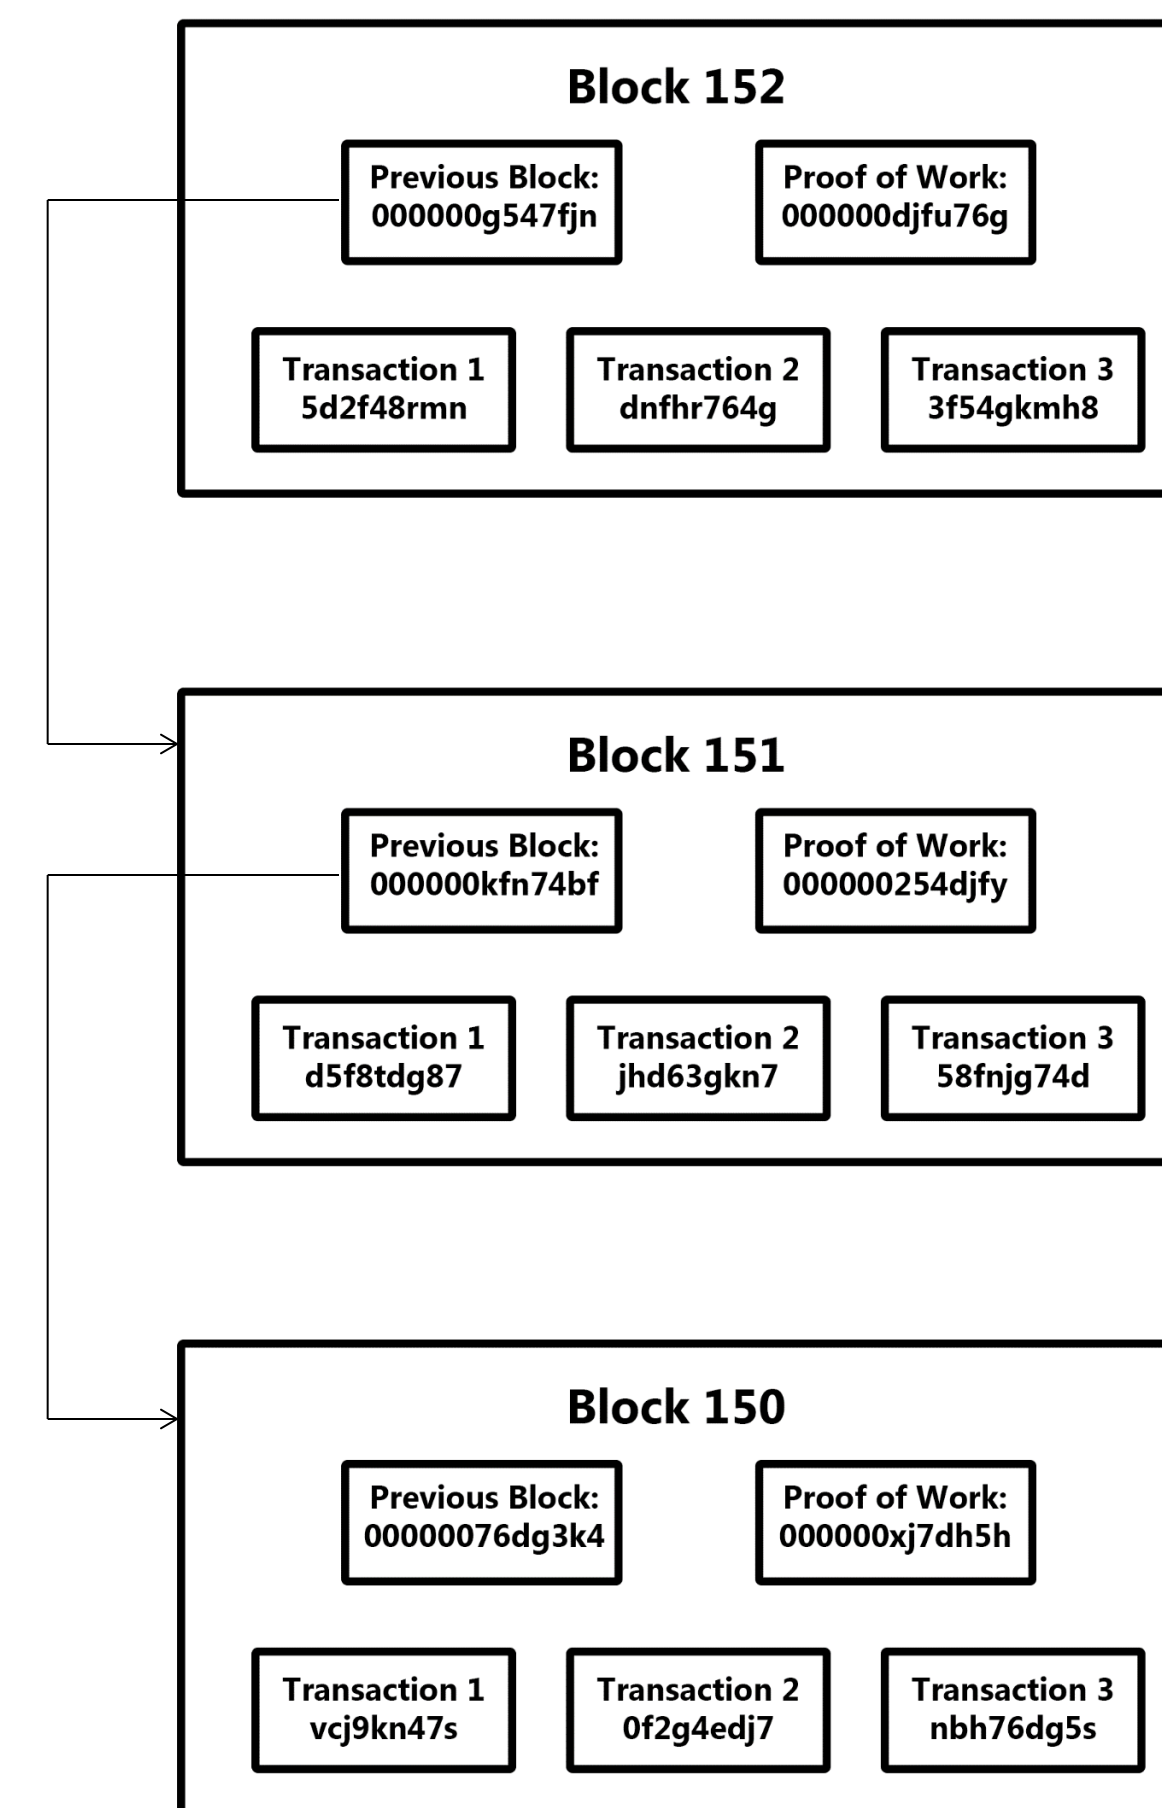 Block 152
Previous Block:
000000g547fjn
Proof of Work:
000000djfu76g
Transaction 1
5d2f48rmn
Transaction 2
dnfhr764g
Transaction 3
3f54gkmh8
Block 151
Previous Block:
000000kfn74bf
Proof of Work:
000000254djfy
Transaction 1
d5f8tdg87
Transaction 2
jhd63gkn7
Transaction 3
58fnjg74d
Block 150
Previous Block:
00000076dg3k4
Proof of Work:
000000xj7dh5h
Transaction 1
vcj9kn47s
Transaction 2
0f2g4edj7
Transaction 3
nbh76dg5s